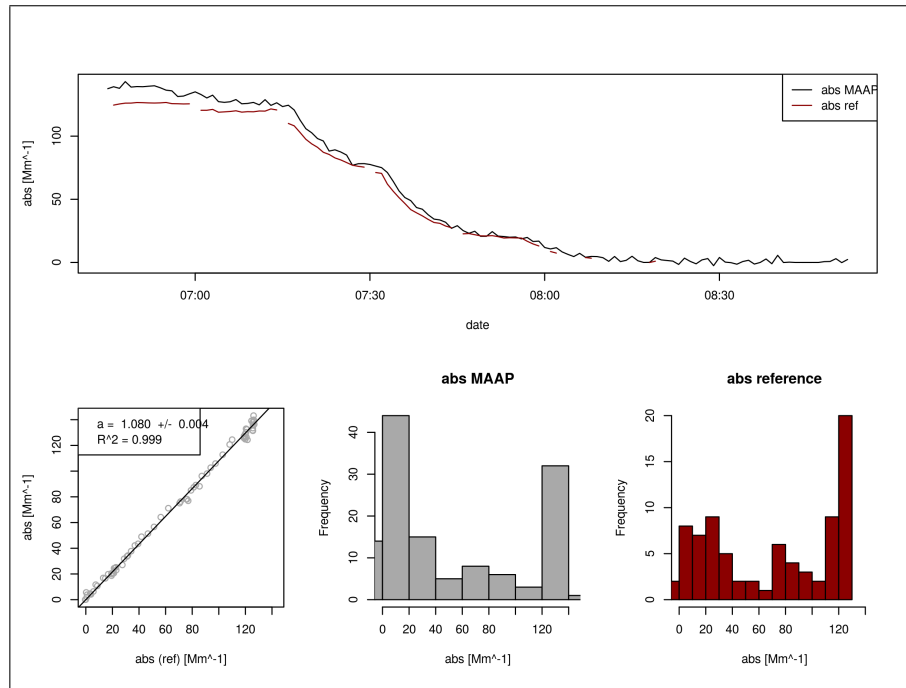 abs MAAP
abs ref
abs [Mm^-1]
0 50 100
07:00 07:30 08:00 08:30
date
a = 1.080 +/- 0.004
R^2 = 0.999
abs [Mm^-1]
0 20 40 60 80 120
0 20 40 60 80 120
abs (ref) [Mm^-1]
abs MAAP
Frequency
0 10 20 30 40
0 20 40 60 80 120
abs [Mm^-1]
abs reference
Frequency
0 5 10 15 20
0 20 40 60 80 120
abs [Mm^-1]